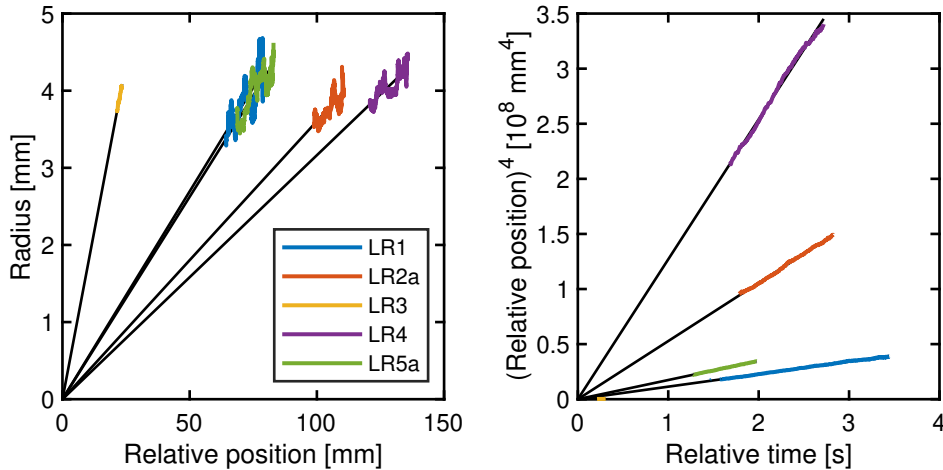 5
4
3
2
1
0
0
50
100
150
Radius [mm]
Relative position [mm]
LR1
LR2a
LR3
LR4
LR5a
3.5
3
2.5
2
1.5
1
0.5
0
0
1
2
3
4
(Relative position)⁴ [10⁸ mm⁴]
Relative time [s]